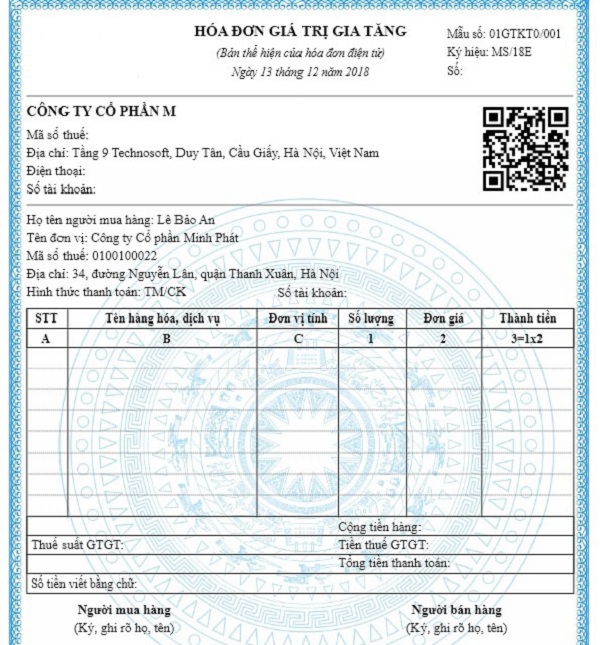 HÓA ĐƠN GIÁ TRỊ GIA TĂNG
(Bản thể hiện của hóa đơn điện tử)
Ngày 13 tháng 12 năm 2018
Mẫu số: 01GTKT0/001
Ký hiệu: MS/18E
Số:
CÔNG TY CỔ PHẦN M
Mã số thuế:
Địa chỉ: Tầng 9 Technosoft, Duy Tân, Cầu Giấy, Hà Nội, Việt Nam
Điện thoại:
Số tài khoản:
Họ tên người mua hàng: Lê Bảo An
Tên đơn vị: Công ty Cổ phần Minh Phát
Mã số thuế: 0100100022
Địa chỉ: 34, đường Nguyễn Lân, quận Thanh Xuân, Hà Nội
Hình thức thanh toán: TM/CK Số tài khoản:
STT Tên hàng hóa, dịch vụ Đơn vị tính Số lượng Đơn giá Thành tiền
A B C 1 2 3=1x2
Cộng tiền hàng:
Thuế suất GTGT: Tiền thuế GTGT:
Tổng tiền thanh toán:
Số tiền viết bằng chữ:
Người mua hàng Người bán hàng
(Ký, ghi rõ họ, tên) (Ký, ghi rõ họ, tên)